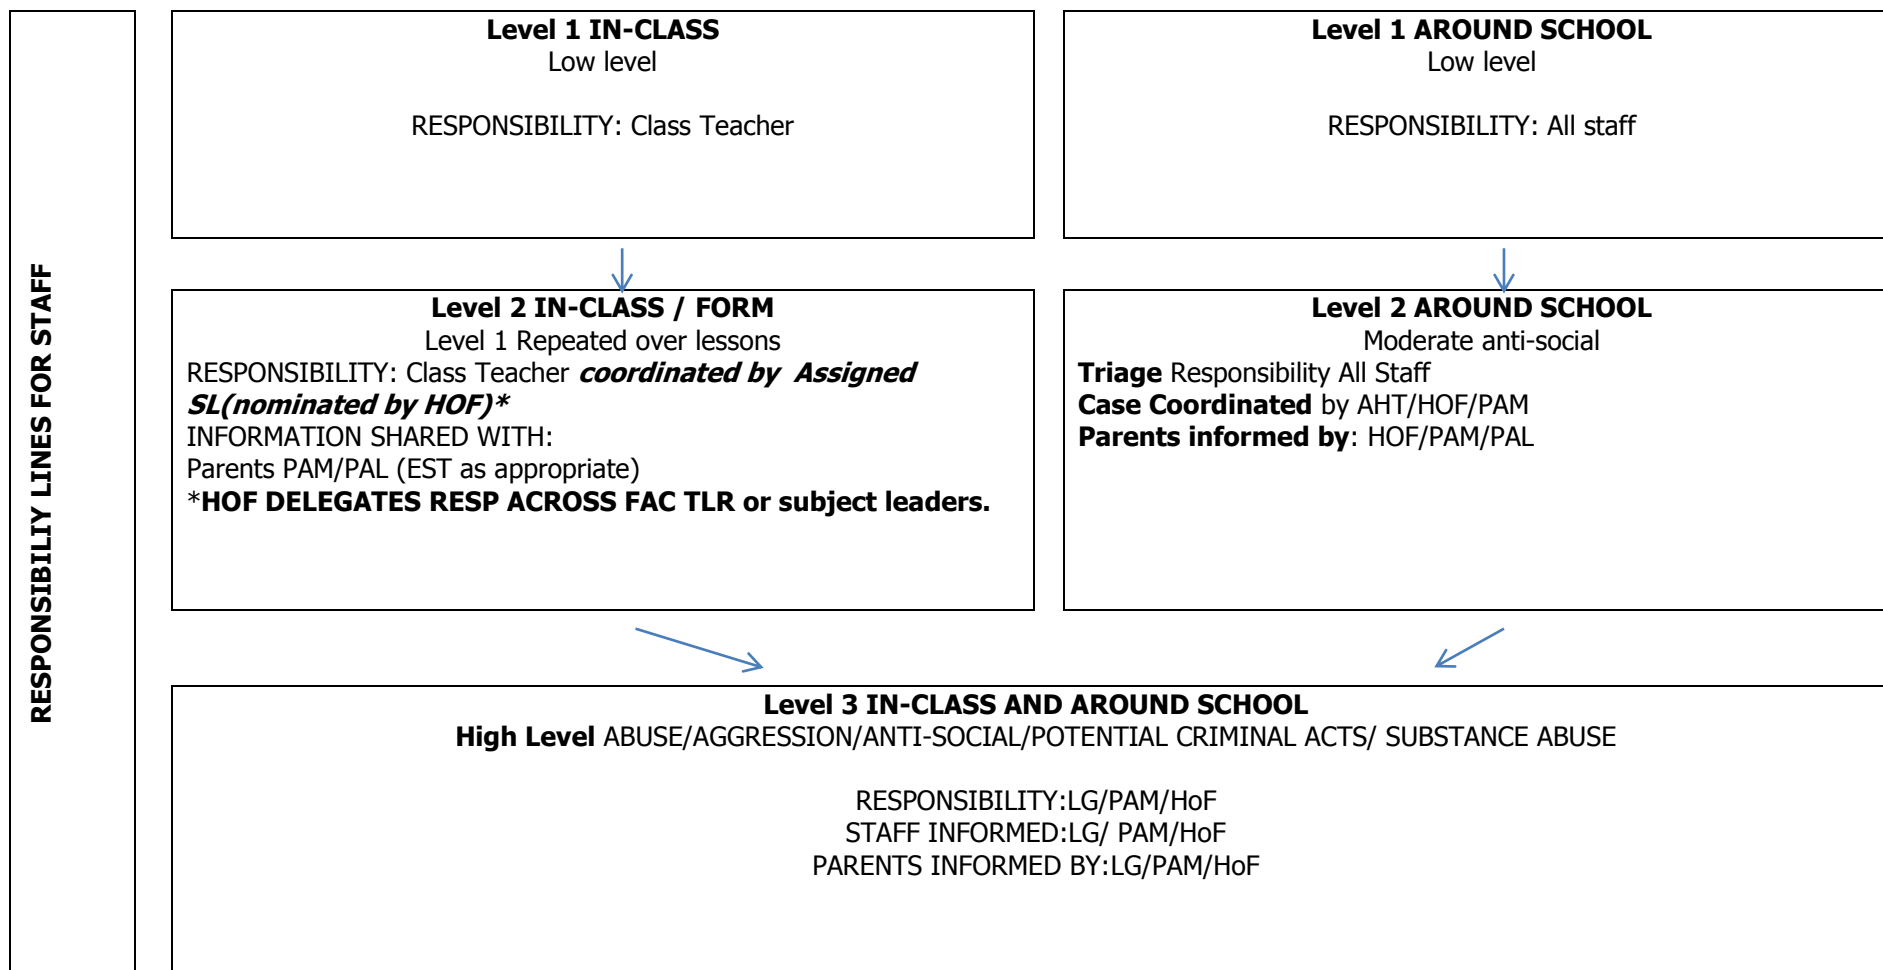 RESPONSIBILIY LINES FOR STAFF
Level 1 IN-CLASS
Low level
RESPONSIBILITY: Class Teacher
Level 1 AROUND SCHOOL
Low level
RESPONSIBILITY: All staff
Level 2 IN-CLASS / FORM
Level 1 Repeated over lessons
RESPONSIBILITY: Class Teacher coordinated by Assigned
SL(nominated by HOF)*
INFORMATION SHARED WITH:
Parents PAM/PAL (EST as appropriate)
*HOF DELEGATES RESP ACROSS FAC TLR or subject leaders.
Level 2 AROUND SCHOOL
Moderate anti-social
Triage Responsibility All Staff
Case Coordinated by AHT/HOF/PAM
Parents informed by: HOF/PAM/PAL
Level 3 IN-CLASS AND AROUND SCHOOL
High Level ABUSE/AGGRESSION/ANTI-SOCIAL/POTENTIAL CRIMINAL ACTS/ SUBSTANCE ABUSE
RESPONSIBILITY:LG/PAM/HoF
STAFF INFORMED:LG/ PAM/HoF
PARENTS INFORMED BY:LG/PAM/HoF